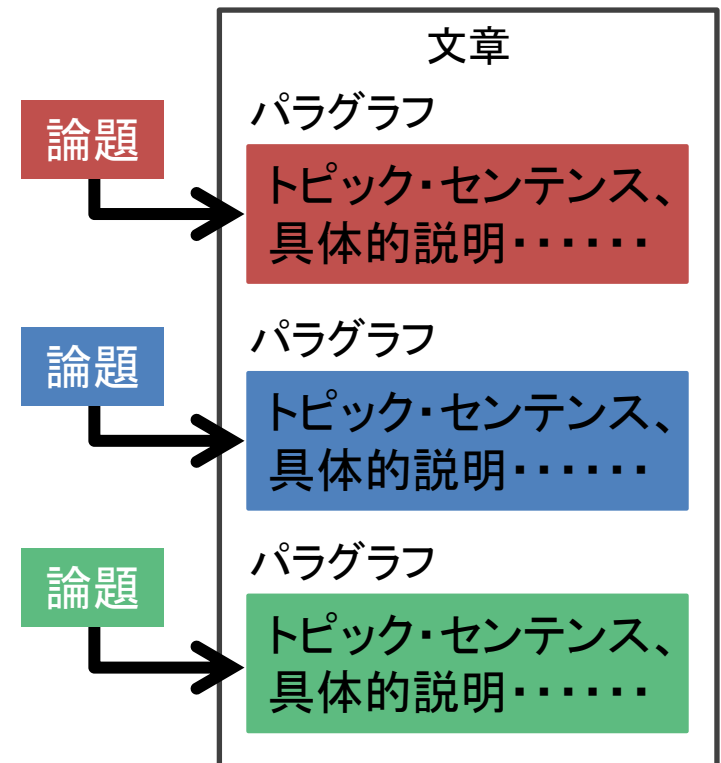 文章
パラグラフ
論題
トピック・センテンス、
具体的説明・・・・・・
パラグラフ
論題
トピック・センテンス、
具体的説明・・・・・・
パラグラフ
論題
トピック・センテンス、
具体的説明・・・・・・